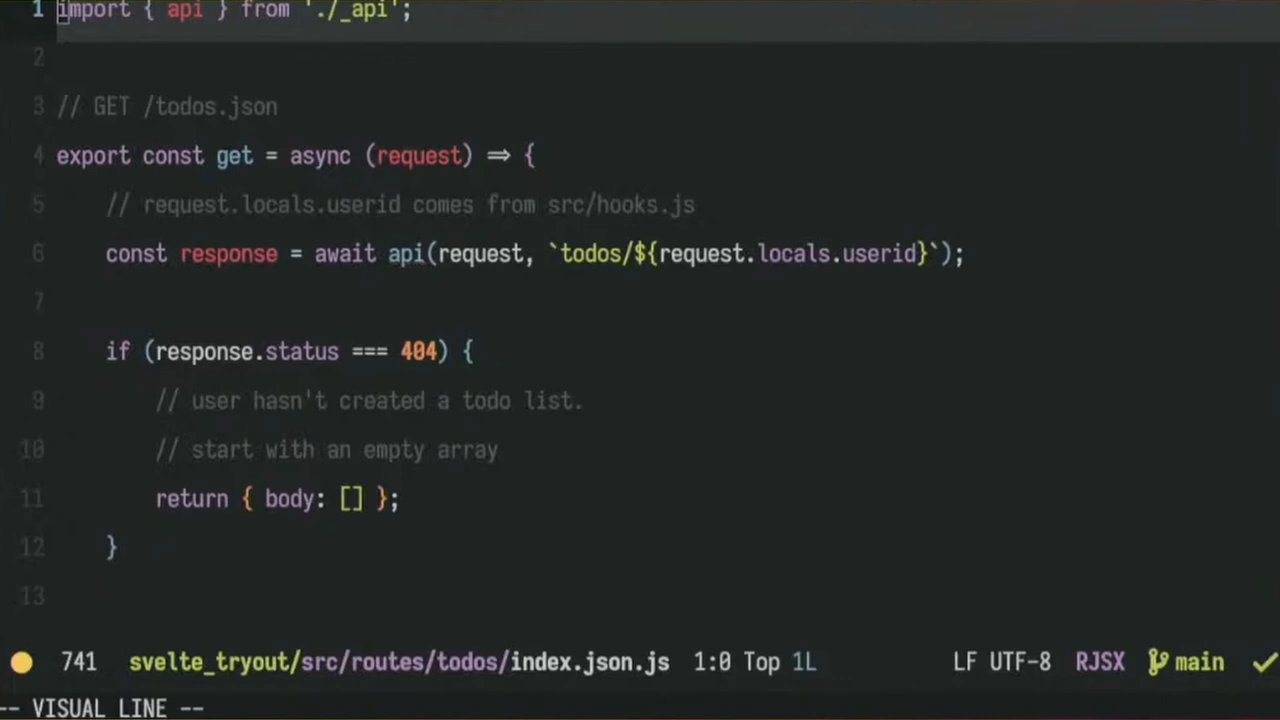 1 import { api } from './_api';
2
3 // GET /todos.json
4 export const get = async (request) => {
5 // request.locals.userid comes from src/hooks.js
6 const response = await api(request, `todos/${request.locals.userid}`);
7
8 if (response.status === 404) {
9 // user hasn't created a todo list.
10 // start with an empty array
11 return { body: [] };
12 }
13
741 svelte_tryout/src/routes/todos/index.json.js 1:0 Top 1L LF UTF-8 RJSX main
-- VISUAL LINE --